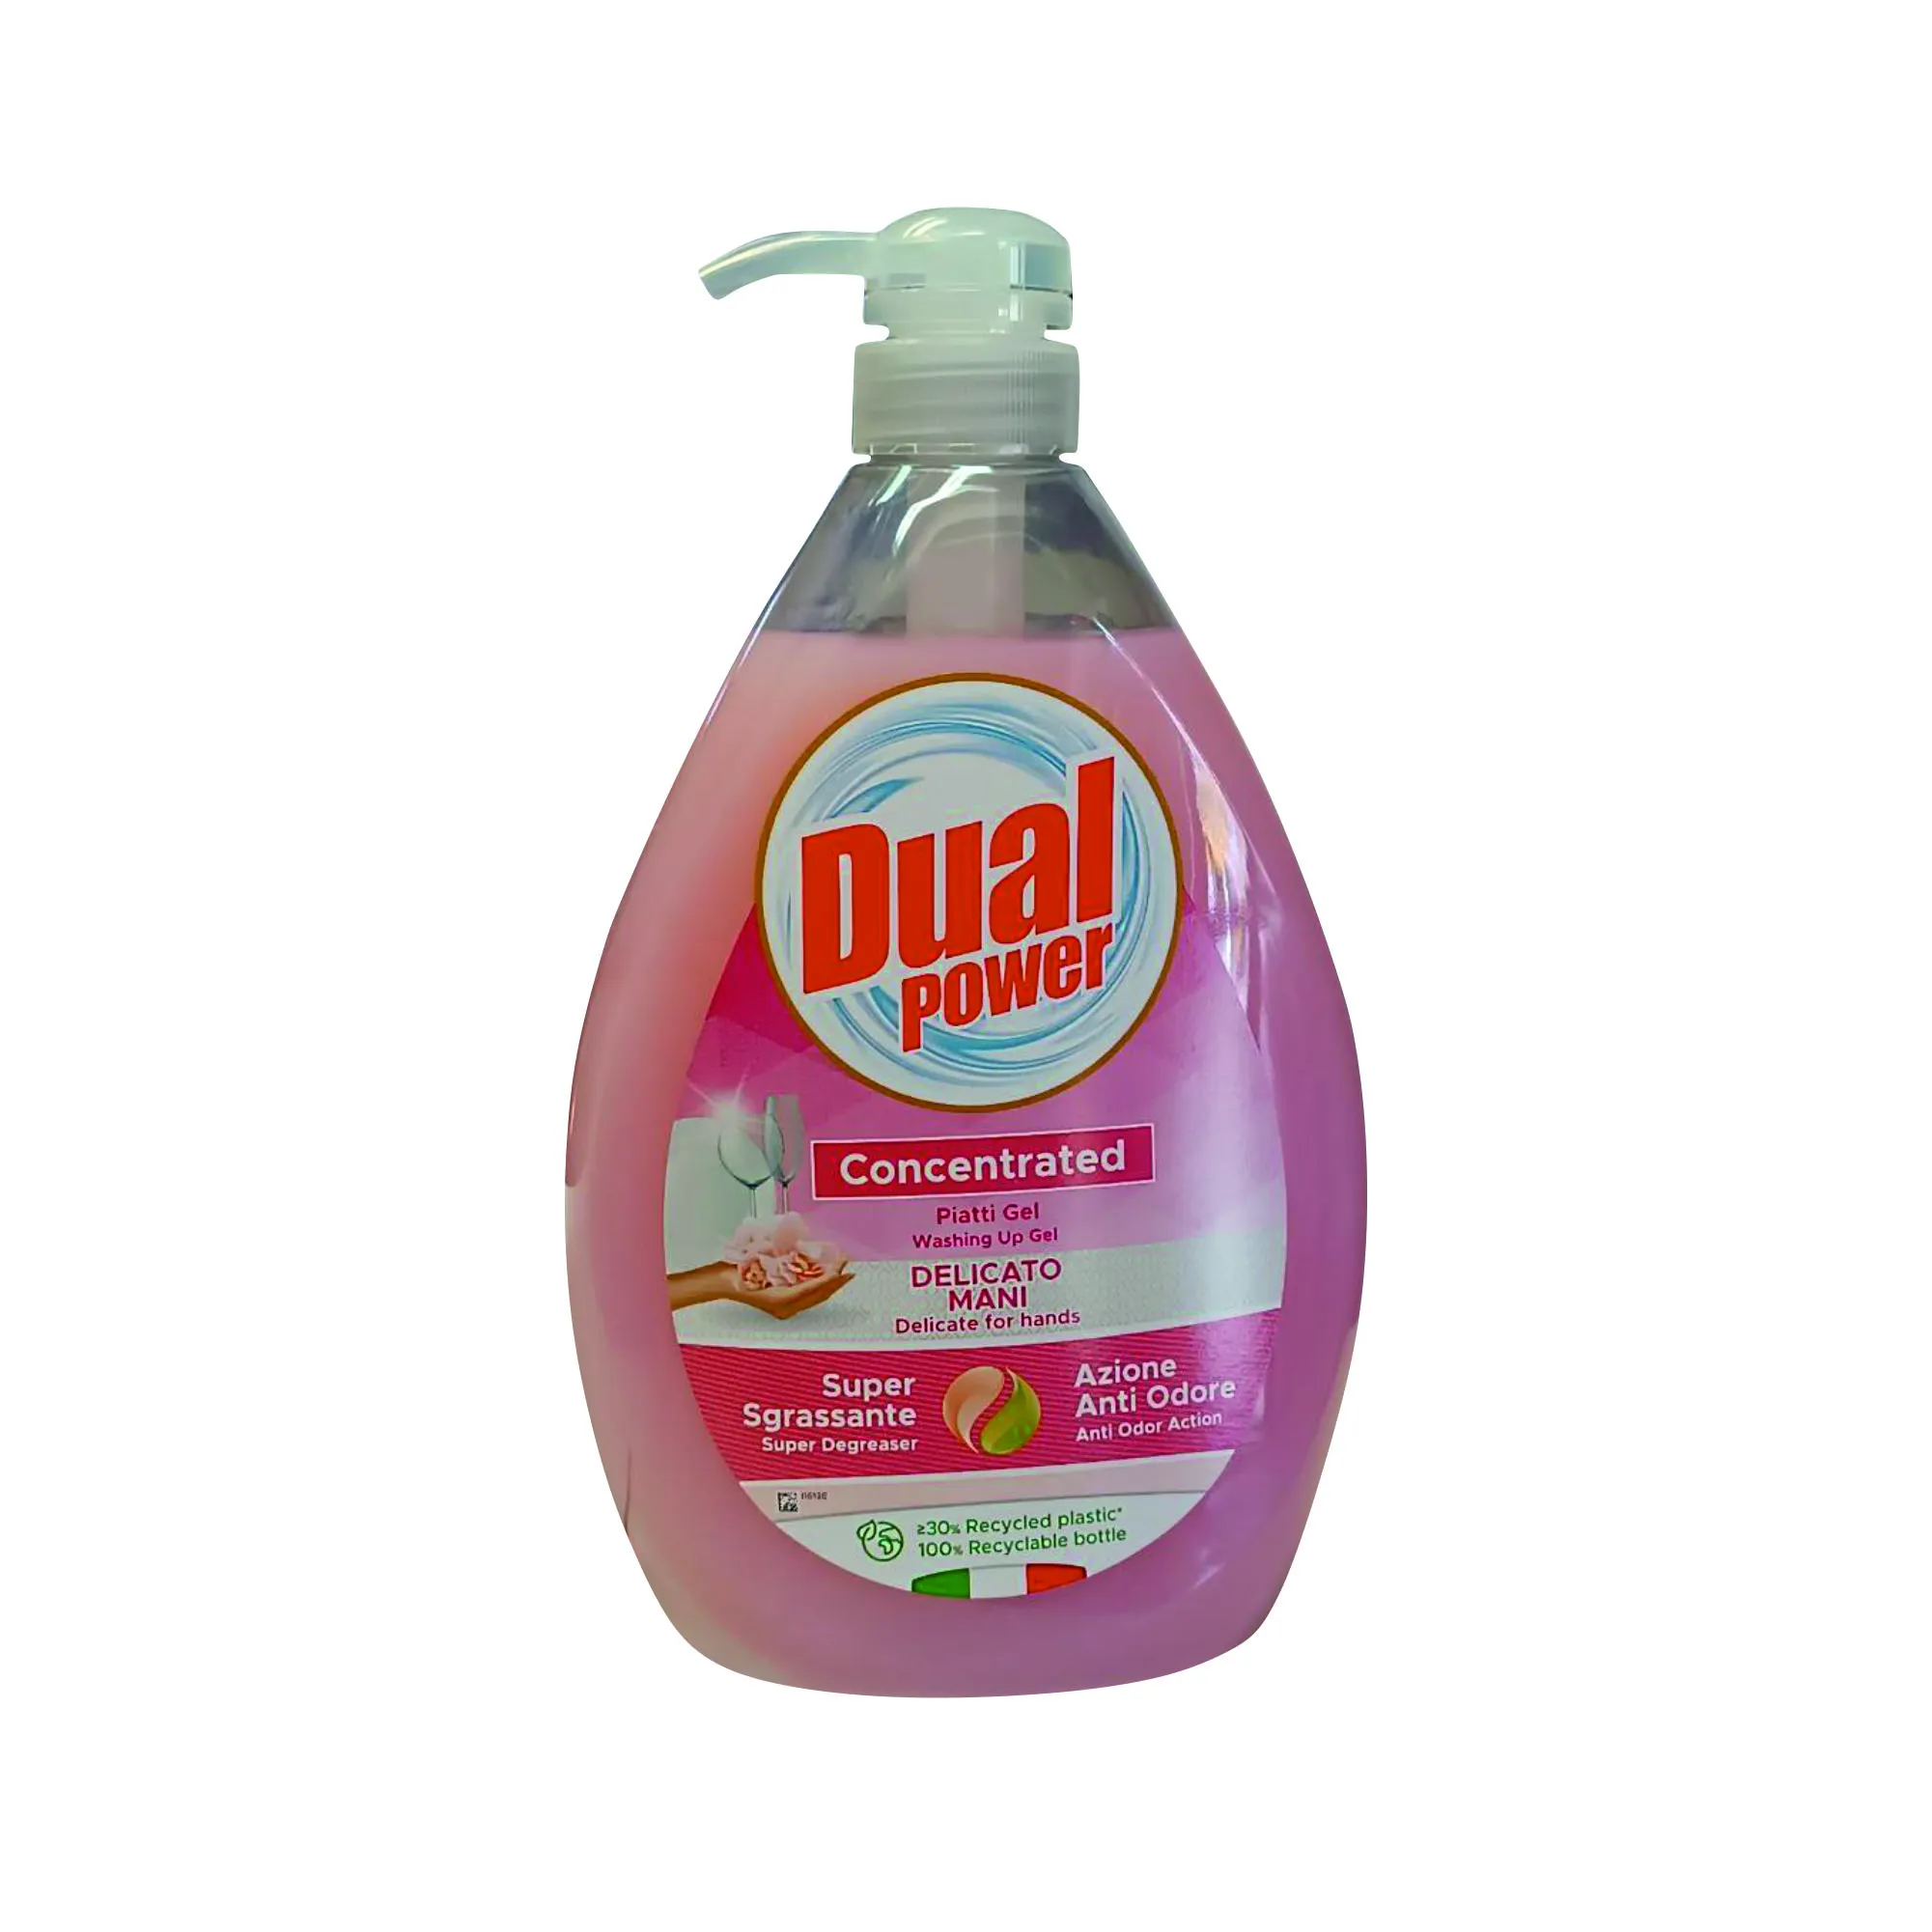 Dual
Power
Concentrated
Piatti Gel
Washing Up Gel
DELICATO
MANI
Delicate for hands
Super
Sgrassante
Super Degreaser
Azione
Anti Odore
Anti Odor Action
≥30% Recycled plastic*
100% Recyclable bottle